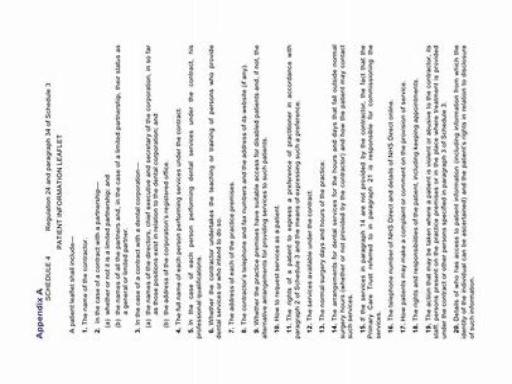 Appendix A
SCHEDULE 4 Regulation 24 and paragraph 34 of Schedule 3
PATIENT INFORMATION LEAFLET
A patient leaflet shall include—
1. The name of the contractor.
2. In the case of a contract with a partnership—
(a) whether or not it is a limited partnership; and
(b) the names of all the partners and, in the case of a limited partnership, their status as
a general or limited partner.
3. In the case of a contract with a dental corporation—
(a) the names of the directors, chief executive and secretary of the corporation, in so far
as those positions exist in relation to the dental corporation; and
(b) the address of the corporation's registered office.
4. The full name of each person performing services under the contract.
5. In the case of each person performing dental services under the contract, his
professional qualifications.
6. Whether the contractor undertakes the teaching or training of persons who provide
dental services or who intend to do so.
7. The address of each of the practice premises.
8. The contractor's telephone and fax numbers and the address of its website (if any).
9. Whether the practice premises have suitable access for disabled patients and, if not, the
alternative arrangements for providing services to such patients.
10. How to request services as a patient.
11. The rights of a patient to express a preference of practitioner in accordance with
paragraph 2 of Schedule 3 and the means of expressing such a preference.
12. The services available under the contract.
13. The normal surgery days and hours of the practice.
14. The arrangements for dental services for the hours and days that fall outside normal
surgery hours (whether or not provided by the contractor) and how the patient may contact
such services.
15. If the services in paragraph 14 are not provided by the contractor, the fact that the
Primary Care Trust referred to in paragraph 21 is responsible for commissioning the
services.
16. The telephone number of NHS Direct and details of NHS Direct online.
17. How patients may make a complaint or comment on the provision of service.
18. The rights and responsibilities of the patient, including keeping appointments.
19. The action that may be taken where a patient is violent or abusive to the contractor, its
staff, persons present on the practice premises or in the place where treatment is provided
under the contract or other persons specified in paragraph 3 of Schedule 3.
20. Details of who has access to patient information (including information from which the
identity of the individual can be ascertained) and the patient's rights in relation to disclosure
of such information.